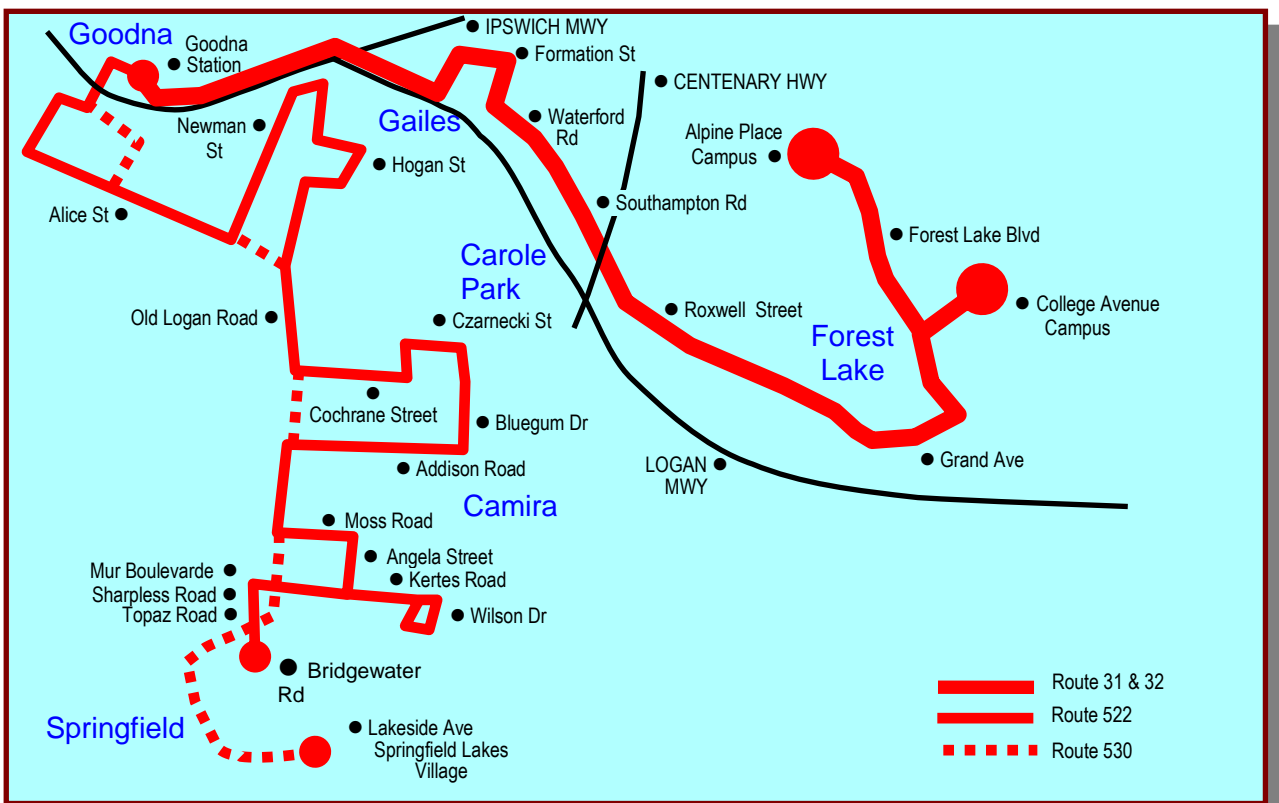 IPSWICH MWY
Goodna
Goodna
Station
Formation St
CENTENARY HWY
Newman
St
Gailes
Waterford
Rd
Alpine Place
Campus
Hogan St
Alice St
Southampton Rd
Forest Lake Blvd
Carole
Park
Old Logan Road
Czarnecki St
Roxwell Street
College Avenue
Campus
Forest
Lake
Cochrane Street
Bluegum Dr
Addison Road
LOGAN
MWY
Grand Ave
Camira
Moss Road
Angela Street
Mur Boulevarde
Kertes Road
Sharpless Road
Topaz Road
Wilson Dr
Bridgewater
Rd
Springfield
Lakeside Ave
Springfield Lakes
Village
Route 31 & 32
Route 522
Route 530